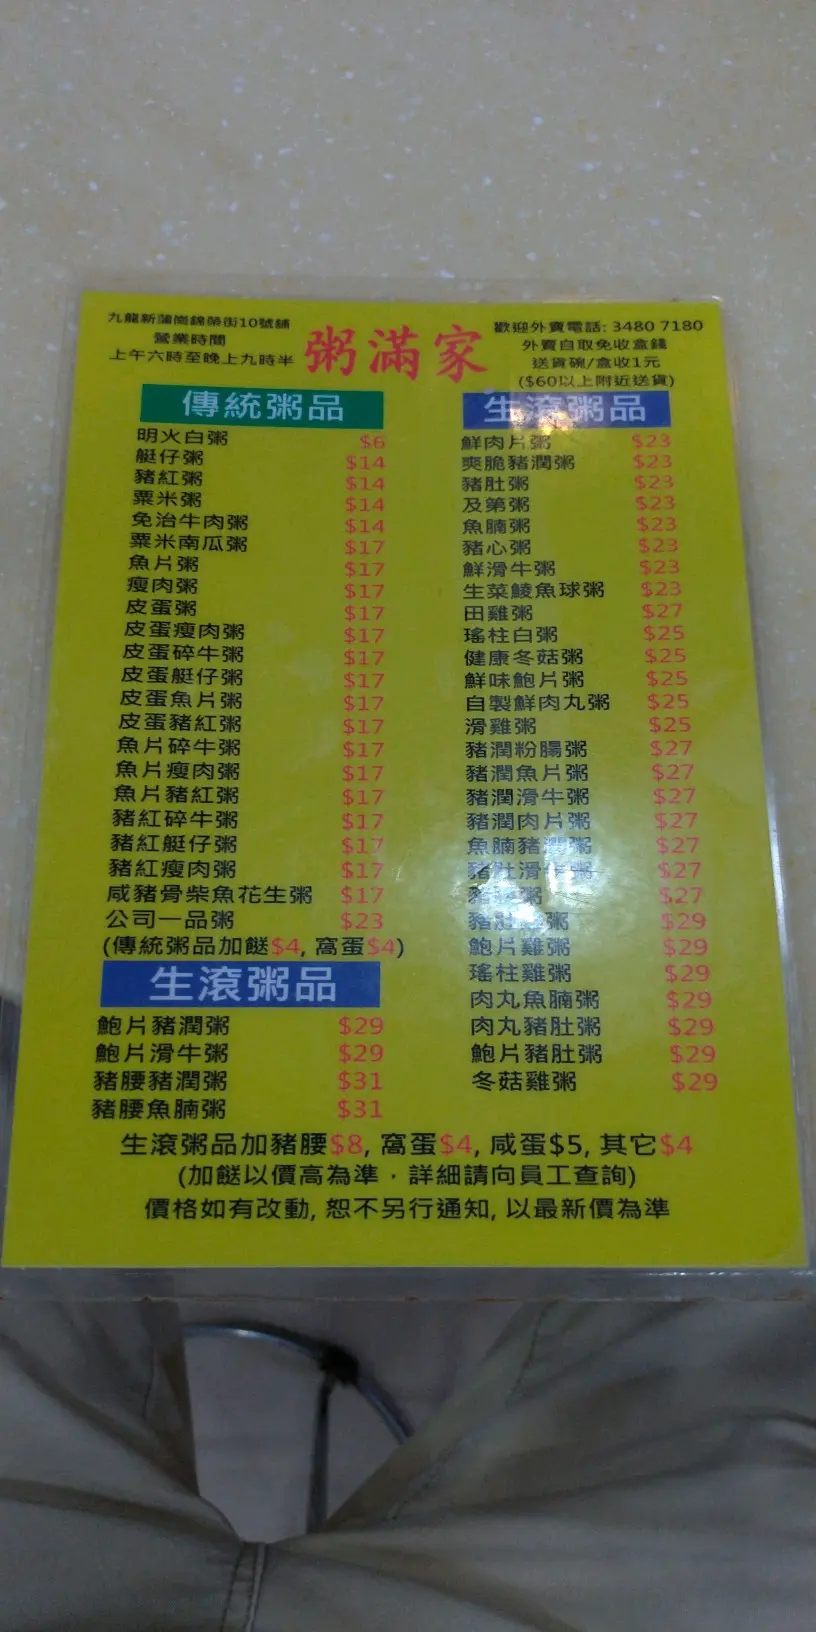 九龍新蒲崗錦榮街10號舖
營業時間
上午六時至晚上九時半
粥滿家
歡迎外賣電話: 3480 7180
外賣自取免收盒錢
送貨碗/盒收1元
($60以上附近送貨)
傳統粥品
明火白粥 $6
艇仔粥 $14
豬紅粥 $14
粟米粥 $14
免治牛肉粥 $14
粟米南瓜粥 $17
魚片粥 $17
瘦肉粥 $17
皮蛋粥 $17
皮蛋瘦肉粥 $17
皮蛋碎牛粥 $17
皮蛋艇仔粥 $17
皮蛋魚片粥 $17
皮蛋豬紅粥 $17
魚片碎牛粥 $17
魚片瘦肉粥 $17
魚片豬紅粥 $17
豬紅碎牛粥 $17
豬紅艇仔粥 $17
豬紅瘦肉粥 $17
咸豬骨柴魚花生粥 $17
公司一品粥 $23
(傳統粥品加餸$4, 窩蛋$4)
生滾粥品
鮑片豬潤粥 $29
鮑片滑牛粥 $29
豬腰豬潤粥 $31
豬腰魚腩粥 $31
生滾粥品
鮮肉片粥 $23
爽脆豬潤粥 $23
豬肚粥 $23
及第粥 $23
魚腩粥 $23
豬心粥 $23
鮮滑牛粥 $23
生菜鯪魚球粥 $23
田雞粥 $27
瑤柱白粥 $25
健康冬菇粥 $25
鮮味鮑片粥 $25
自製鮮肉丸粥 $25
滑雞粥 $25
豬潤粉腸粥 $27
豬潤魚片粥 $27
豬潤滑牛粥 $27
豬潤肉片粥 $27
魚腩豬潤粥 $27
豬肚滑牛粥 $27
豬 粥 $27
豬肚 粥 $29
鮑片雞粥 $29
瑤柱雞粥 $29
肉丸魚腩粥 $29
肉丸豬肚粥 $29
鮑片豬肚粥 $29
冬菇雞粥 $29
生滾粥品加豬腰$8, 窩蛋$4, 咸蛋$5, 其它$4
(加餸以價高為準，詳細請向員工查詢)
價格如有改動, 恕不另行通知, 以最新價為準